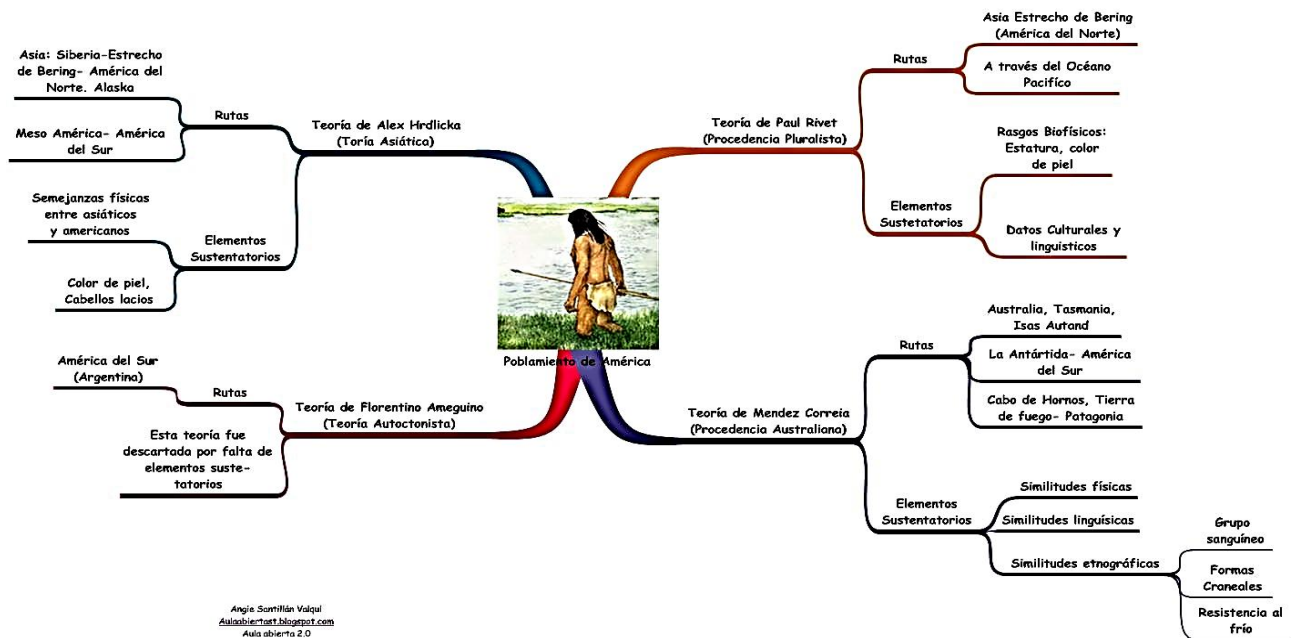 Asia: Siberia-Estrecho
de Bering- América del
Norte. Alaska
Meso América- América
del Sur
Rutas
Semejanzas físicas
entre asiáticos
y americanos
Color de piel,
Cabellos lacios
Elementos
Sustentatorios
Teoría de Alex Hrdlicka
(Toría Asiática)
América del Sur
(Argentina)
Rutas
Esta teoría fue
descartada por falta de
elementos suste-
tatorios
Teoría de Florentino Ameguino
(Teoría Autoctonista)
Poblamiento de América
Teoría de Paul Rivet
(Procedencia Pluralista)
Rutas
Asia Estrecho de Bering
(América del Norte)
A través del Océano
Pacifíco
Elementos
Sustetatorios
Rasgos Biofísicos:
Estatura, color
de piel
Datos Culturales y
linguisticos
Teoría de Mendez Correia
(Procedencia Australiana)
Rutas
Australia, Tasmania,
Isas Autand
La Antártida- América
del Sur
Cabo de Hornos, Tierra
de fuego- Patagonia
Elementos
Sustentatorios
Similitudes físicas
Similitudes linguísicas
Similitudes etnográficas
Grupo
sanguíneo
Formas
Craneales
Resistencia al
frío
Angie Santillán Valqui
Aulaabiertast.blogspot.com
Aula abierta 2.0